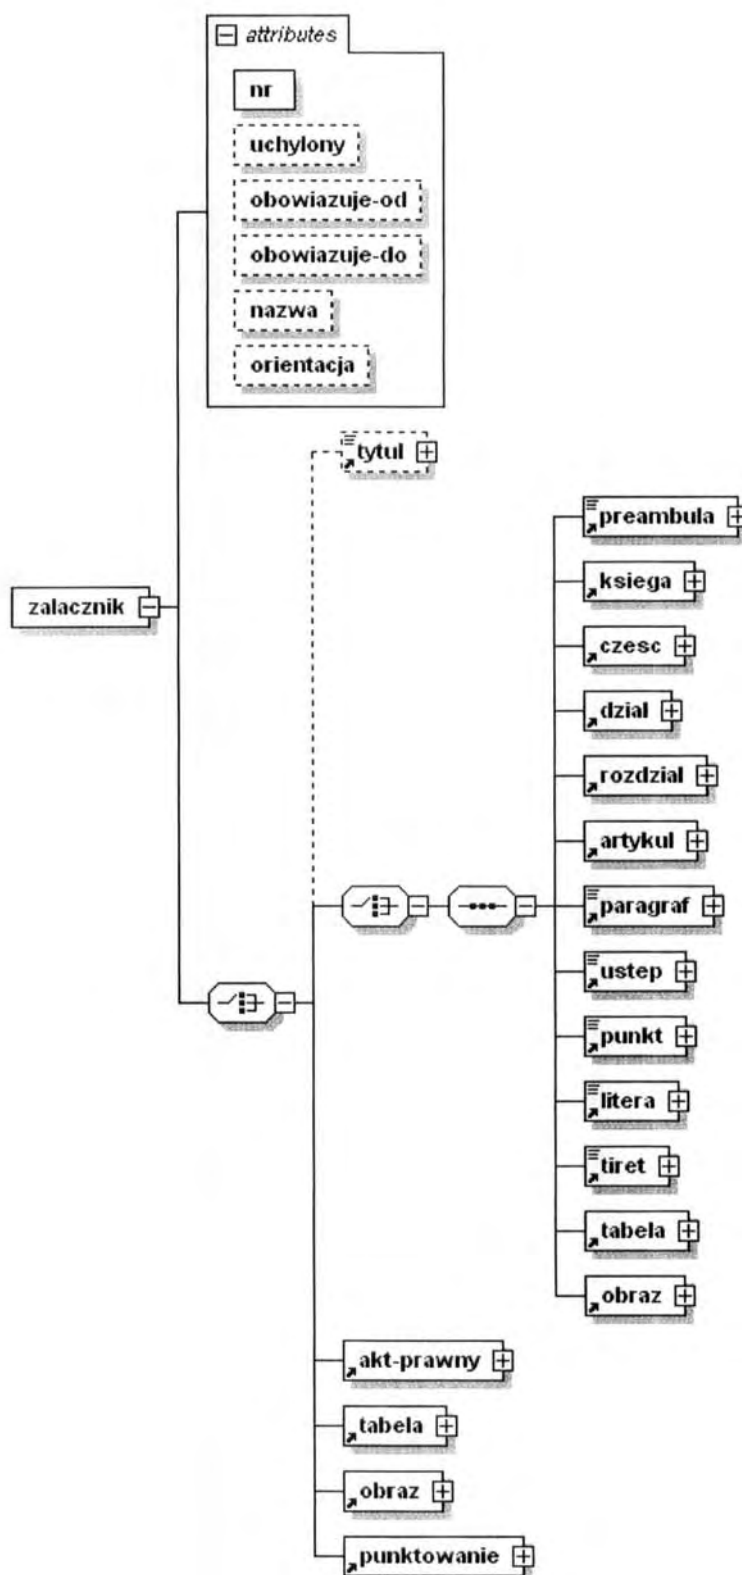 attributes
nr
uchylony
obowiazuje-od
obowiazuje-do
nazwa
orientacja
tytul
preambula
ksiega
zalacznik
czesc
dzial
rozdzial
artykul
paragraf
ustep
punkt
litera
tiret
tabela
obraz
akt-prawny
tabela
obraz
punktowanie